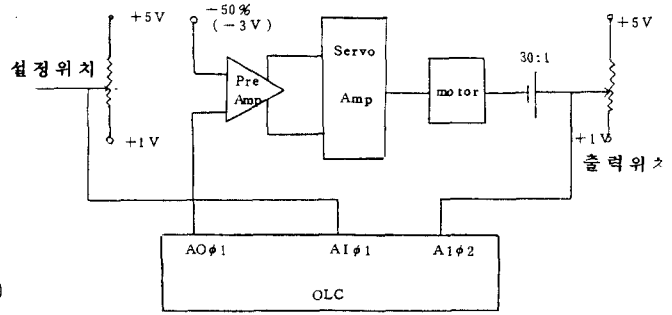 +5V
-50%
(-3V)
+5V
설정위치
Pre
Amp
Servo
Amp
motor
30:1
+1V
+1V
출력위치
AOφ1
AIφ1
A1φ2
OLC